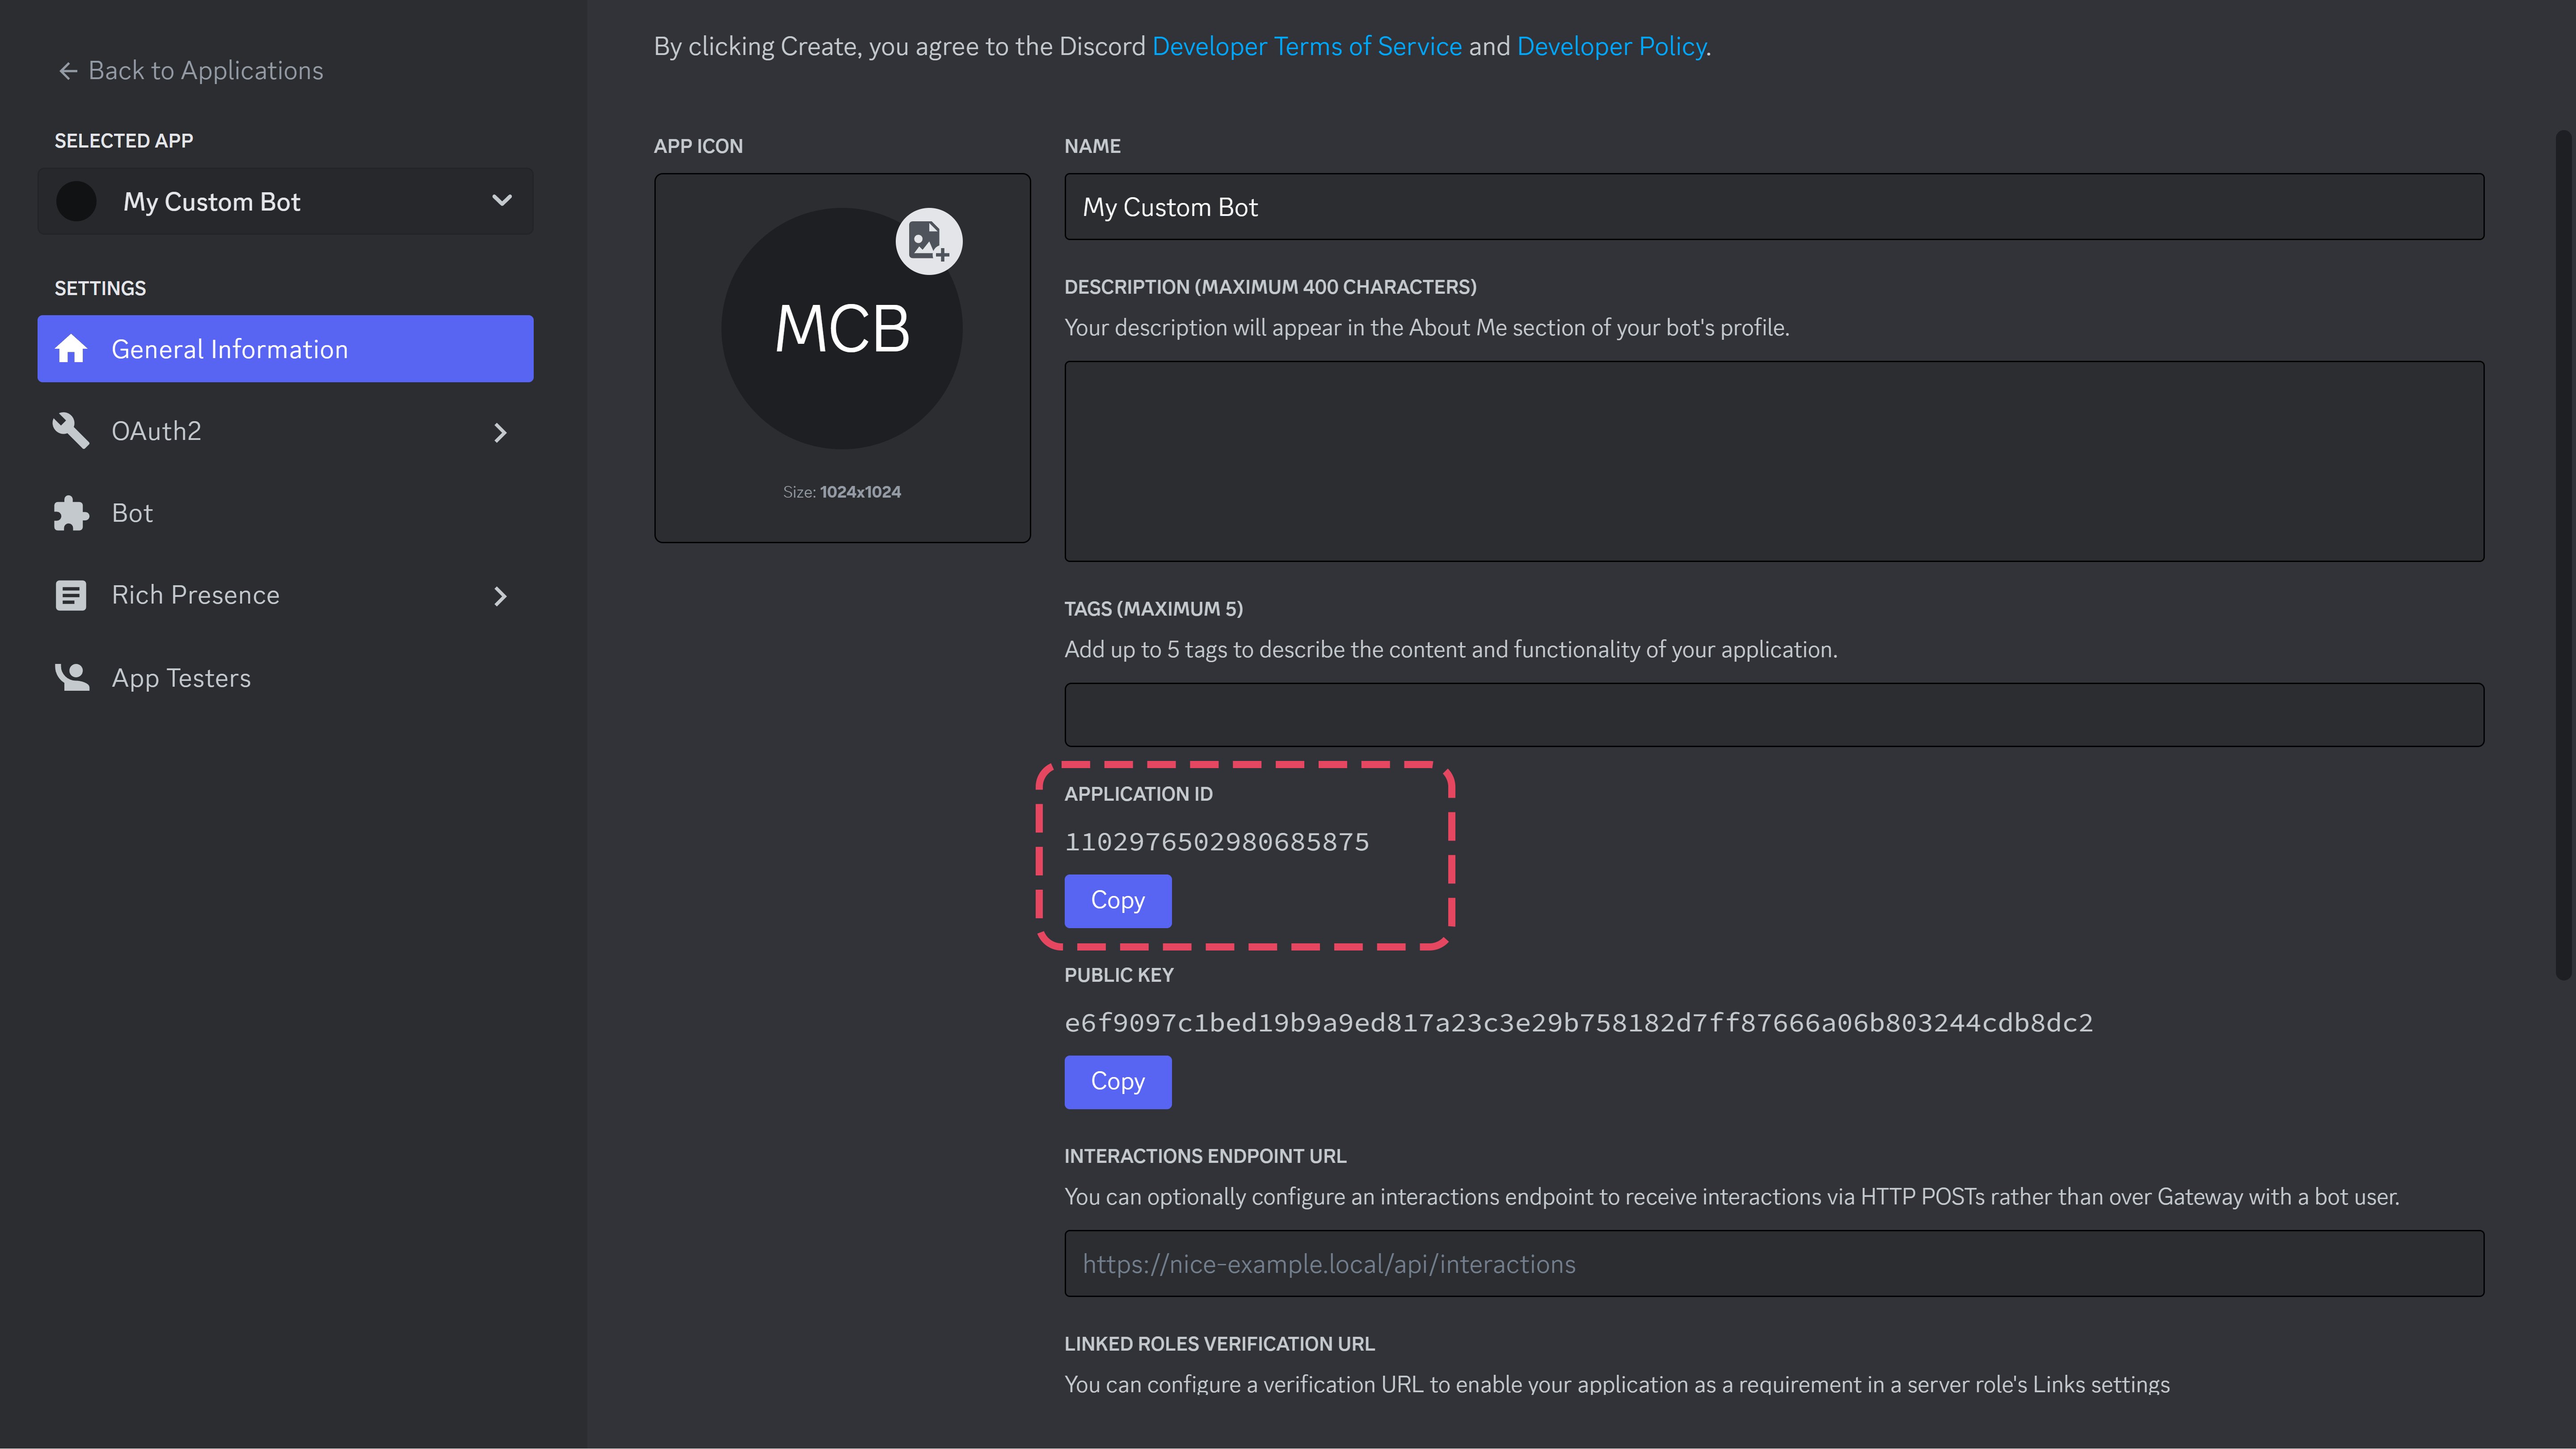 ← Back to Applications
SELECTED APP
My Custom Bot
SETTINGS
General Information
OAuth2
Bot
Rich Presence
App Testers
By clicking Create, you agree to the Discord Developer Terms of Service and Developer Policy.
APP ICON
MCB
Size: 1024x1024
NAME
My Custom Bot
DESCRIPTION (MAXIMUM 400 CHARACTERS)
Your description will appear in the About Me section of your bot's profile.
TAGS (MAXIMUM 5)
Add up to 5 tags to describe the content and functionality of your application.
APPLICATION ID
1102976502980685875
Copy
PUBLIC KEY
e6f9097c1bed19b9a9ed817a23c3e29b758182d7ff87666a06b803244cdb8dc2
Copy
INTERACTIONS ENDPOINT URL
You can optionally configure an interactions endpoint to receive interactions via HTTP POSTs rather than over Gateway with a bot user.
https://nice-example.local/api/interactions
LINKED ROLES VERIFICATION URL
You can configure a verification URL to enable your application as a requirement in a server role's Links settings